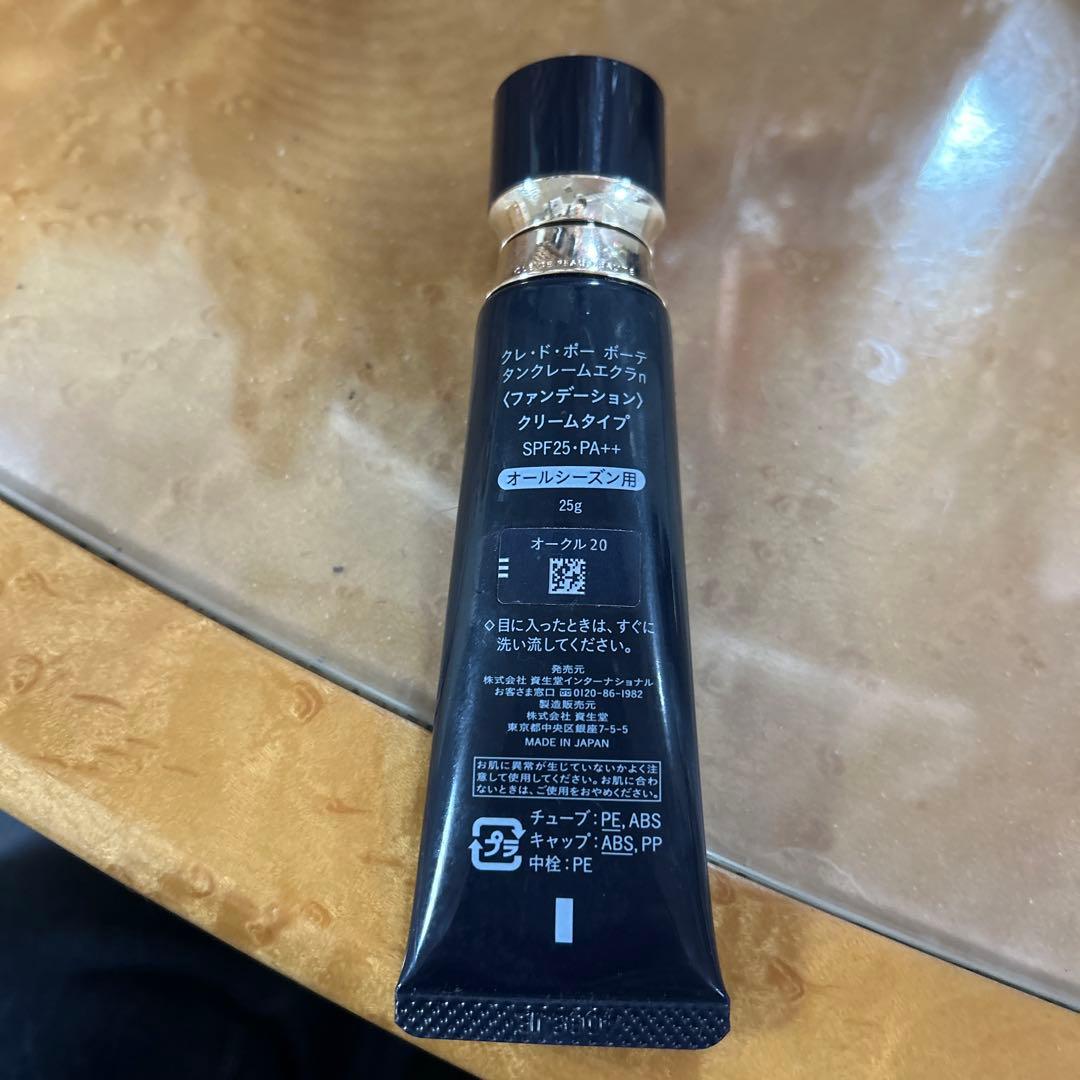 クレ・ド・ポー ボーテ
タンクレームエクラn
〈ファンデーション〉
クリームタイプ
SPF25・PA++
オールシーズン用
25g
オークル20
◇目に入ったときは、すぐに
洗い流してください。
発売元
株式会社 資生堂インターナショナル
お客さま窓口 0120-86-1982
製造販売元
株式会社 資生堂
東京都中央区銀座7-5-5
MADE IN JAPAN
お肌に異常が生じていないかよく注
意して使用してください。お肌に合わ
ないときは、ご使用をおやめください。
プラ
チューブ:PE, ABS
キャップ:ABS, PP
中栓:PE